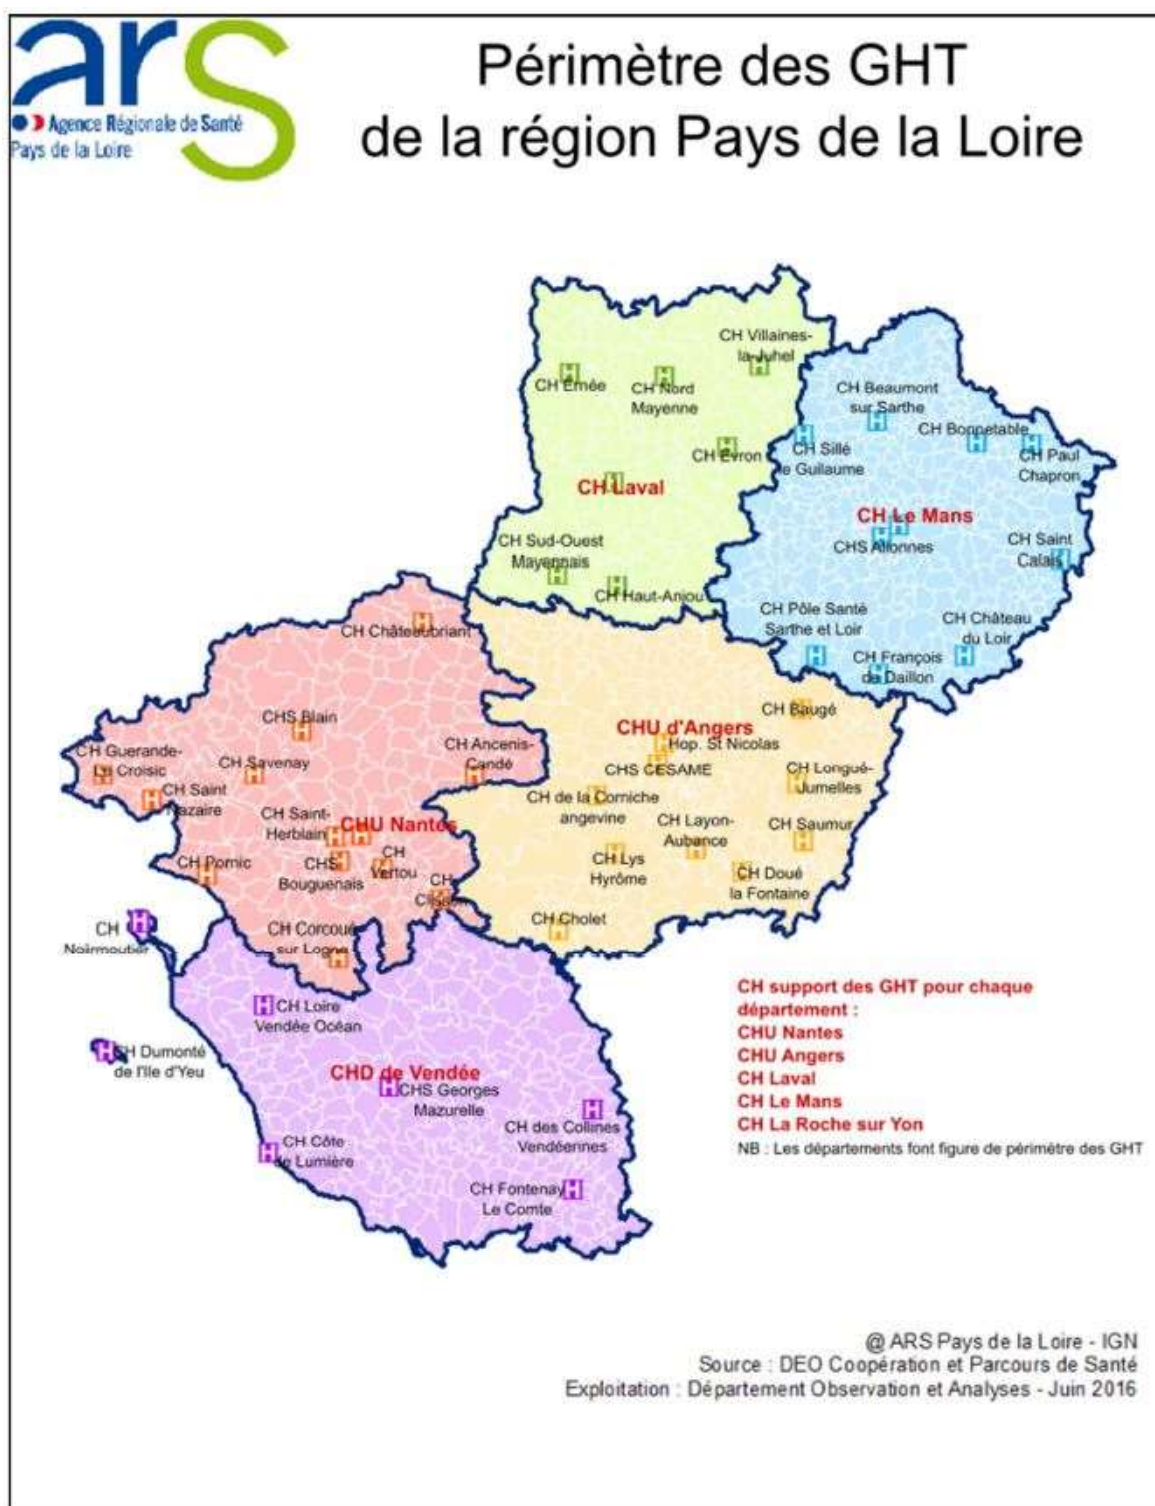 ars
Agence Régionale de Santé
Pays de la Loire
Périmètre des GHT
de la région Pays de la Loire
CH Villaines-
la-Juhel
CH Ernée
CH Nord
Mayenne
CH Evron
CH Laval
CH Sud-Ouest
Mayennais
CH Haut-Anjou
CH Beaumont
sur Sarthe
CH Bonnetable
CH Sillé
le Guilaume
CH Paul
Chapron
CH Le Mans
CHS Allonnes
CH Saint
Calais
CH Pôle Santé
Sarthe et Loir
CH Château
du Loir
CH François
de Daillon
CH Châteaubriant
CHS Blain
CH Guerande-
Le Croisic
CH Savenay
CH Ancenis-
Candé
CH Saint
Nazaire
CH Saint-
Herblain
CHU Nantes
CH Pornic
CHS
Bouguenais
CH
Vertou
CH
CH Corcoué
sur Logne
CH Baugé
CHU d'Angers
Hop. St Nicolas
CHS CESAME
CH Longué-
Jumelles
CH de la Corniche
angevine
CH Layon-
Aubance
CH Saumur
CH Lys
Hyrôme
CH Doué
la Fontaine
CH Cholet
CH
Noirmoutier
CH Loire
Vendée Océan
CH Dumonté
de l'Ile d'Yeu
CHD de Vendée
CHS Georges
Mazurelle
CH des Collines
Vendéennes
CH Côte
de Lumière
CH Fontenay
Le Comte
CH support des GHT pour chaque
département :
CHU Nantes
CHU Angers
CH Laval
CH Le Mans
CH La Roche sur Yon
NB : Les départements font figure de périmètre des GHT
@ ARS Pays de la Loire - IGN
Source : DEO Coopération et Parcours de Santé
Exploitation : Département Observation et Analyses - Juin 2016